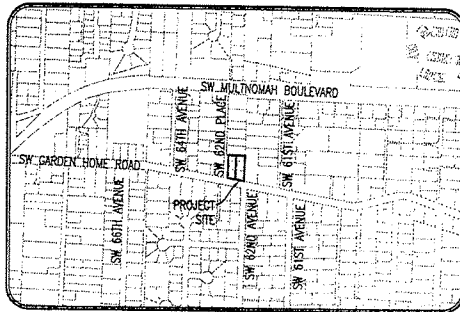 SW MULTNOMAH BOULEVARD
SW 64TH AVENUE
SW 62ND PLACE
SW 61ST AVENUE
SW GARDEN HOME ROAD
PROJECT
SITE
SW 66TH AVENUE
SW 62ND AVENUE
SW 61ST AVENUE